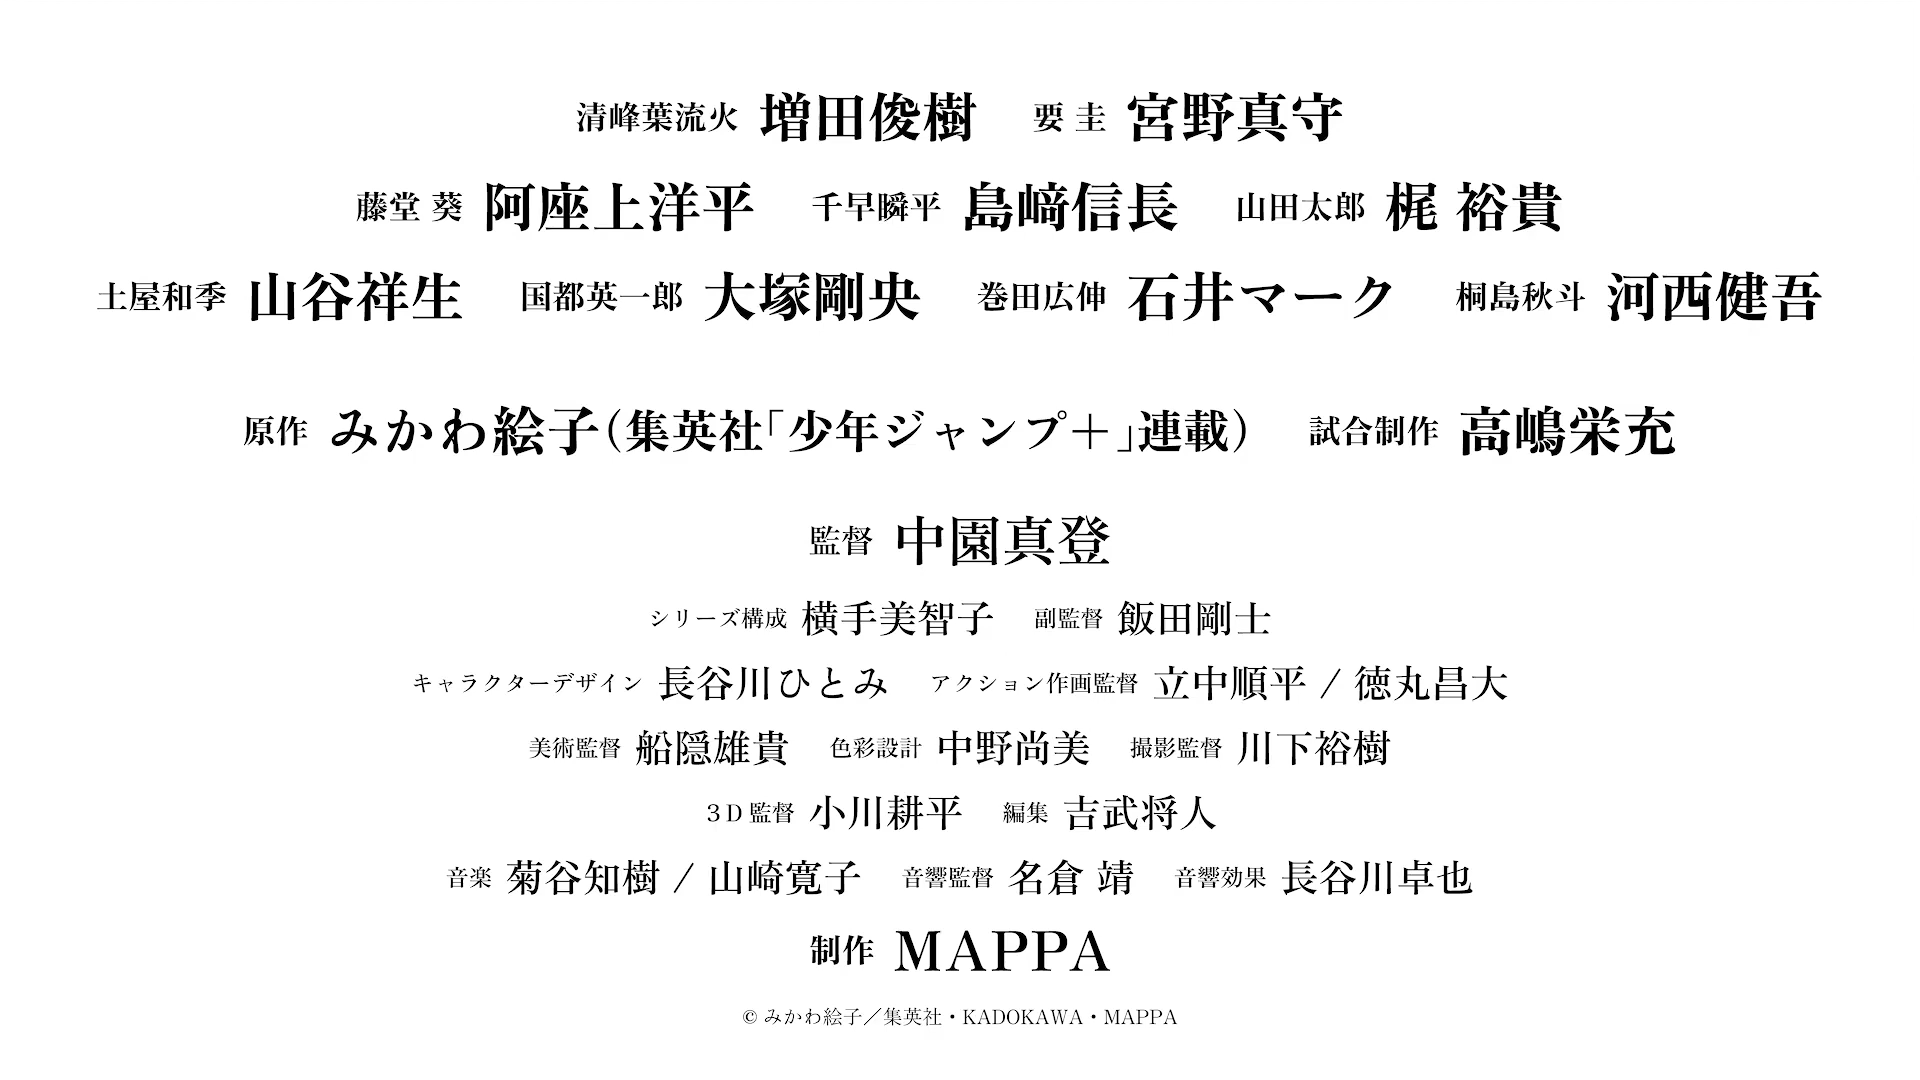 清峰葉流火 増田俊樹 要 圭 宮野真守
藤堂 葵 阿座上洋平 千早瞬平 島﨑信長 山田太郎 梶 裕貴
土屋和季 山谷祥生 国都英一郎 大塚剛央 巻田広伸 石井マーク 桐島秋斗 河西健吾
原作 みかわ絵子(集英社「少年ジャンプ＋」連載) 試合制作 高嶋栄充
監督 中園真登
シリーズ構成 横手美智子 副監督 飯田剛士
キャラクターデザイン 長谷川ひとみ アクション作画監督 立中順平 / 徳丸昌大
美術監督 船隠雄貴 色彩設計 中野尚美 撮影監督 川下裕樹
3D監督 小川耕平 編集 吉武将人
音楽 菊谷知樹 / 山崎寛子 音響監督 名倉 靖 音響効果 長谷川卓也
制作 MAPPA
© みかわ絵子／集英社・KADOKAWA・MAPPA